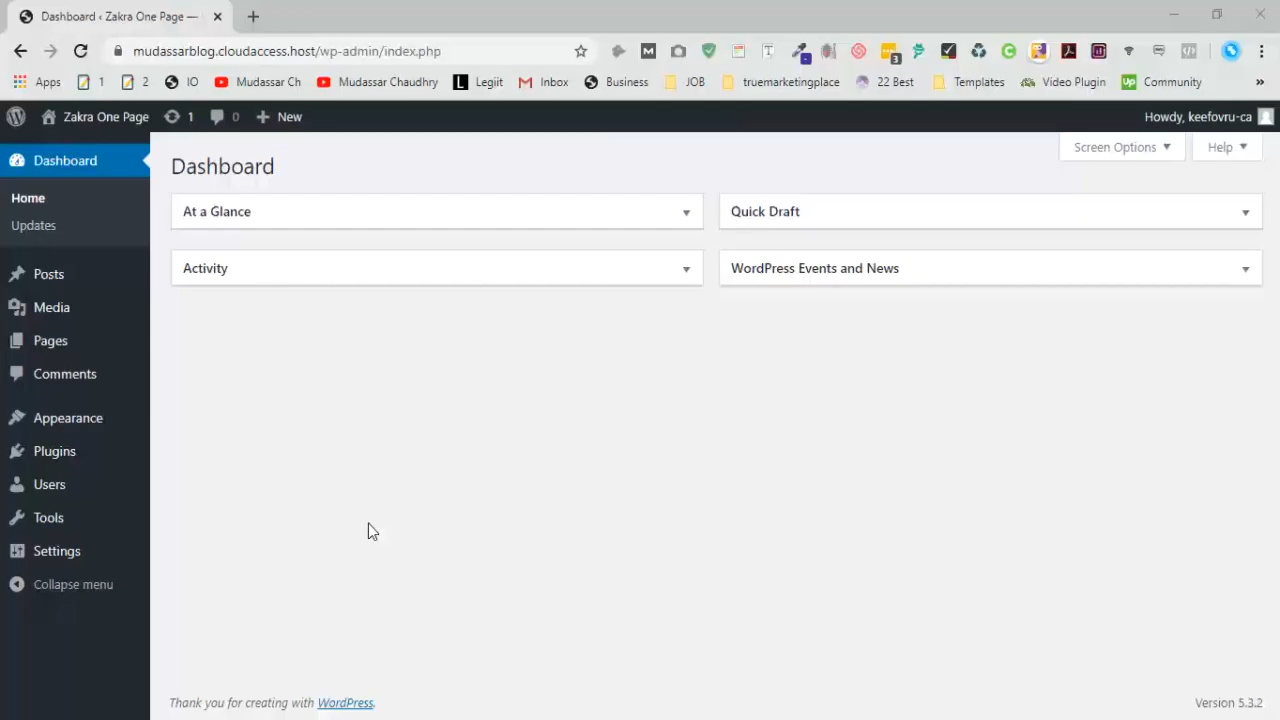 Dashboard ‹ Zakra One Page —
mudassarblog.cloudaccess.host/wp-admin/index.php
3
Apps 1 2 IO Mudassar Ch Mudassar Chaudhry Legiit Inbox Business JOB truemarketingplace 22 Best Templates Video Plugin Up Community »
Zakra One Page 1 0 New Howdy, keefovru-ca
Screen Options Help
Dashboard
Home
Updates
Posts
Media
Pages
Comments
Appearance
Plugins
Users
Tools
Settings
Collapse menu
Dashboard
At a Glance
Quick Draft
Activity
WordPress Events and News
Thank you for creating with WordPress.
Version 5.3.2